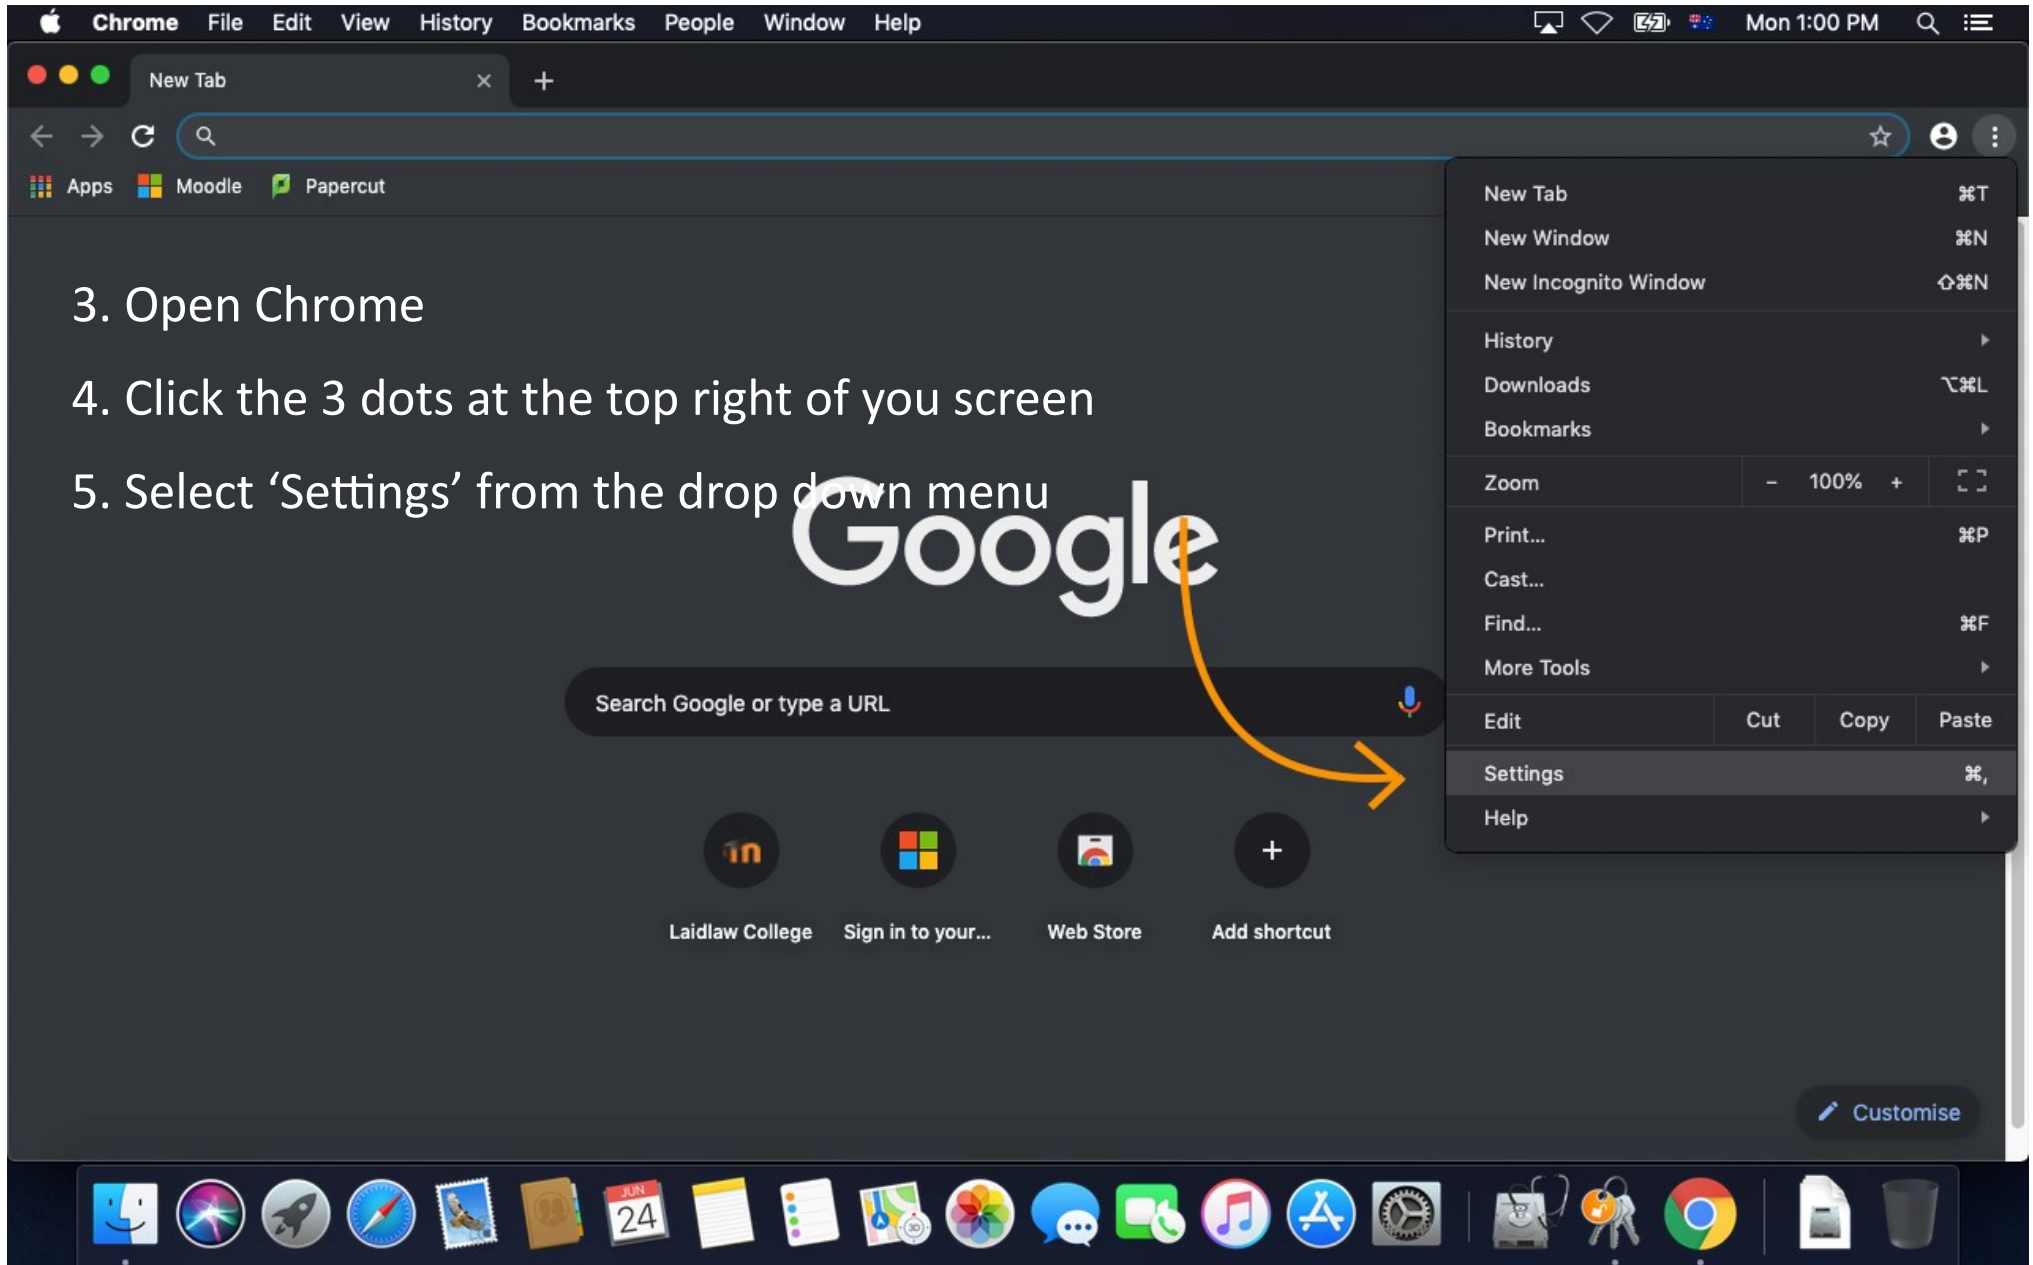 Chrome File Edit View History Bookmarks People Window Help Mon 1:00 PM
New Tab
Apps Moodle Papercut
3. Open Chrome
4. Click the 3 dots at the top right of you screen
5. Select ‘Settings’ from the drop down menu
Google
Search Google or type a URL
Laidlaw College Sign in to your... Web Store Add shortcut
New Tab ⌘T
New Window ⌘N
New Incognito Window ⇧⌘N
History
Downloads ⌥⌘L
Bookmarks
Zoom - 100% +
Print... ⌘P
Cast...
Find... ⌘F
More Tools
Edit Cut Copy Paste
Settings ⌘,
Help
Customise
JUN
24
3D